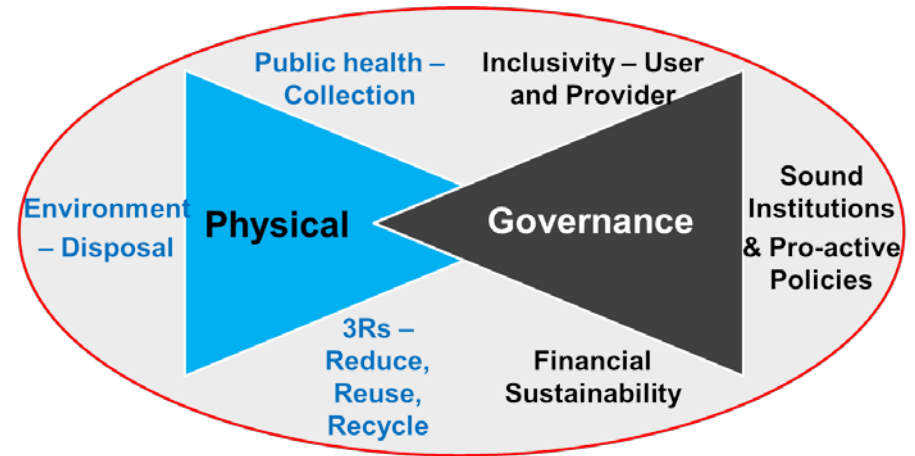 Public health –
Collection
Inclusivity – User
and Provider
Environment
– Disposal
Physical
Governance
Sound
Institutions
& Pro-active
Policies
3Rs –
Reduce,
Reuse,
Recycle
Financial
Sustainability